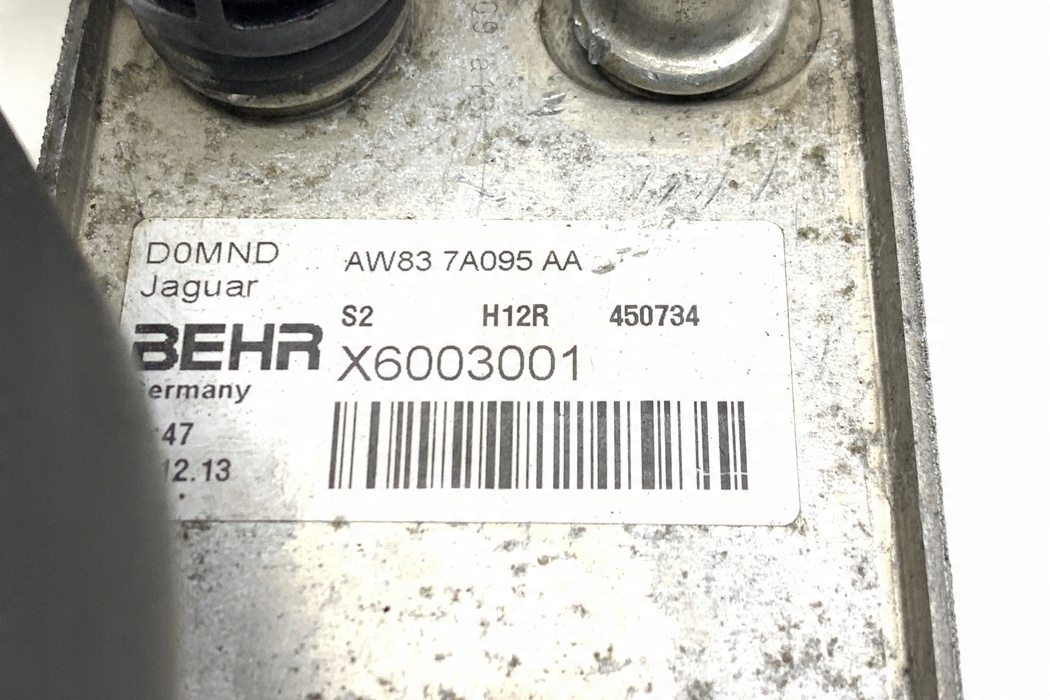 D0MND AW83 7A095 AA
Jaguar
S2 H12R 450734
BEHR X6003001
ermany
47
12.13